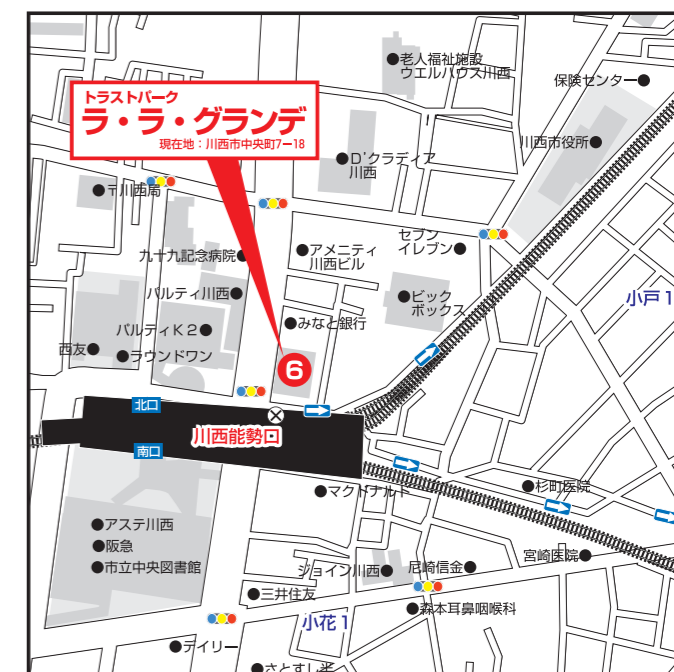 老人福祉施設
ウエルハウス川西
保険センター
トラストパーク
ラ・ラ・グランデ
現在地：川西市中央町7−18
川西市役所
D’クラディア
川西
〒川西局
セブン
イレブン
アメニティ
川西ビル
九十九記念病院
パルティ川西
ビック
ボックス
小戸1
みなと銀行
パルティK2
西友
ラウンドワン
6
北口
川西能勢口
南口
マクドナルド
杉町医院
アステ川西
阪急
市立中央図書館
宮崎医院
ジョイン川西
尼崎信金
三井住友
森本耳鼻咽喉科
小花1
デイリー